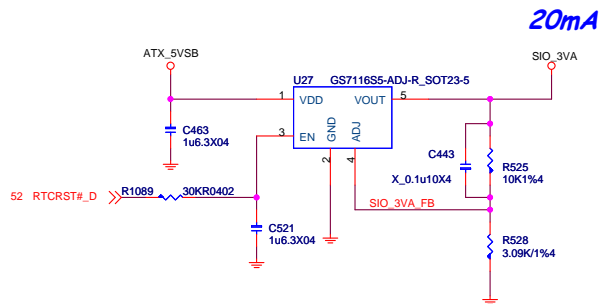 20mA
ATX_5VSB
SIO_3VA
U27 GS7116S5-ADJ-R_SOT23-5
1 VDD VOUT 5
C463
1u6.3X04
3 EN GND ADJ
2 4
C443
X_0.1u10X4
R525
10K1%4
52 RTCRST#_D R1089 30KR0402
SIO_3VA_FB
C521
1u6.3X04
R528
3.09K/1%4